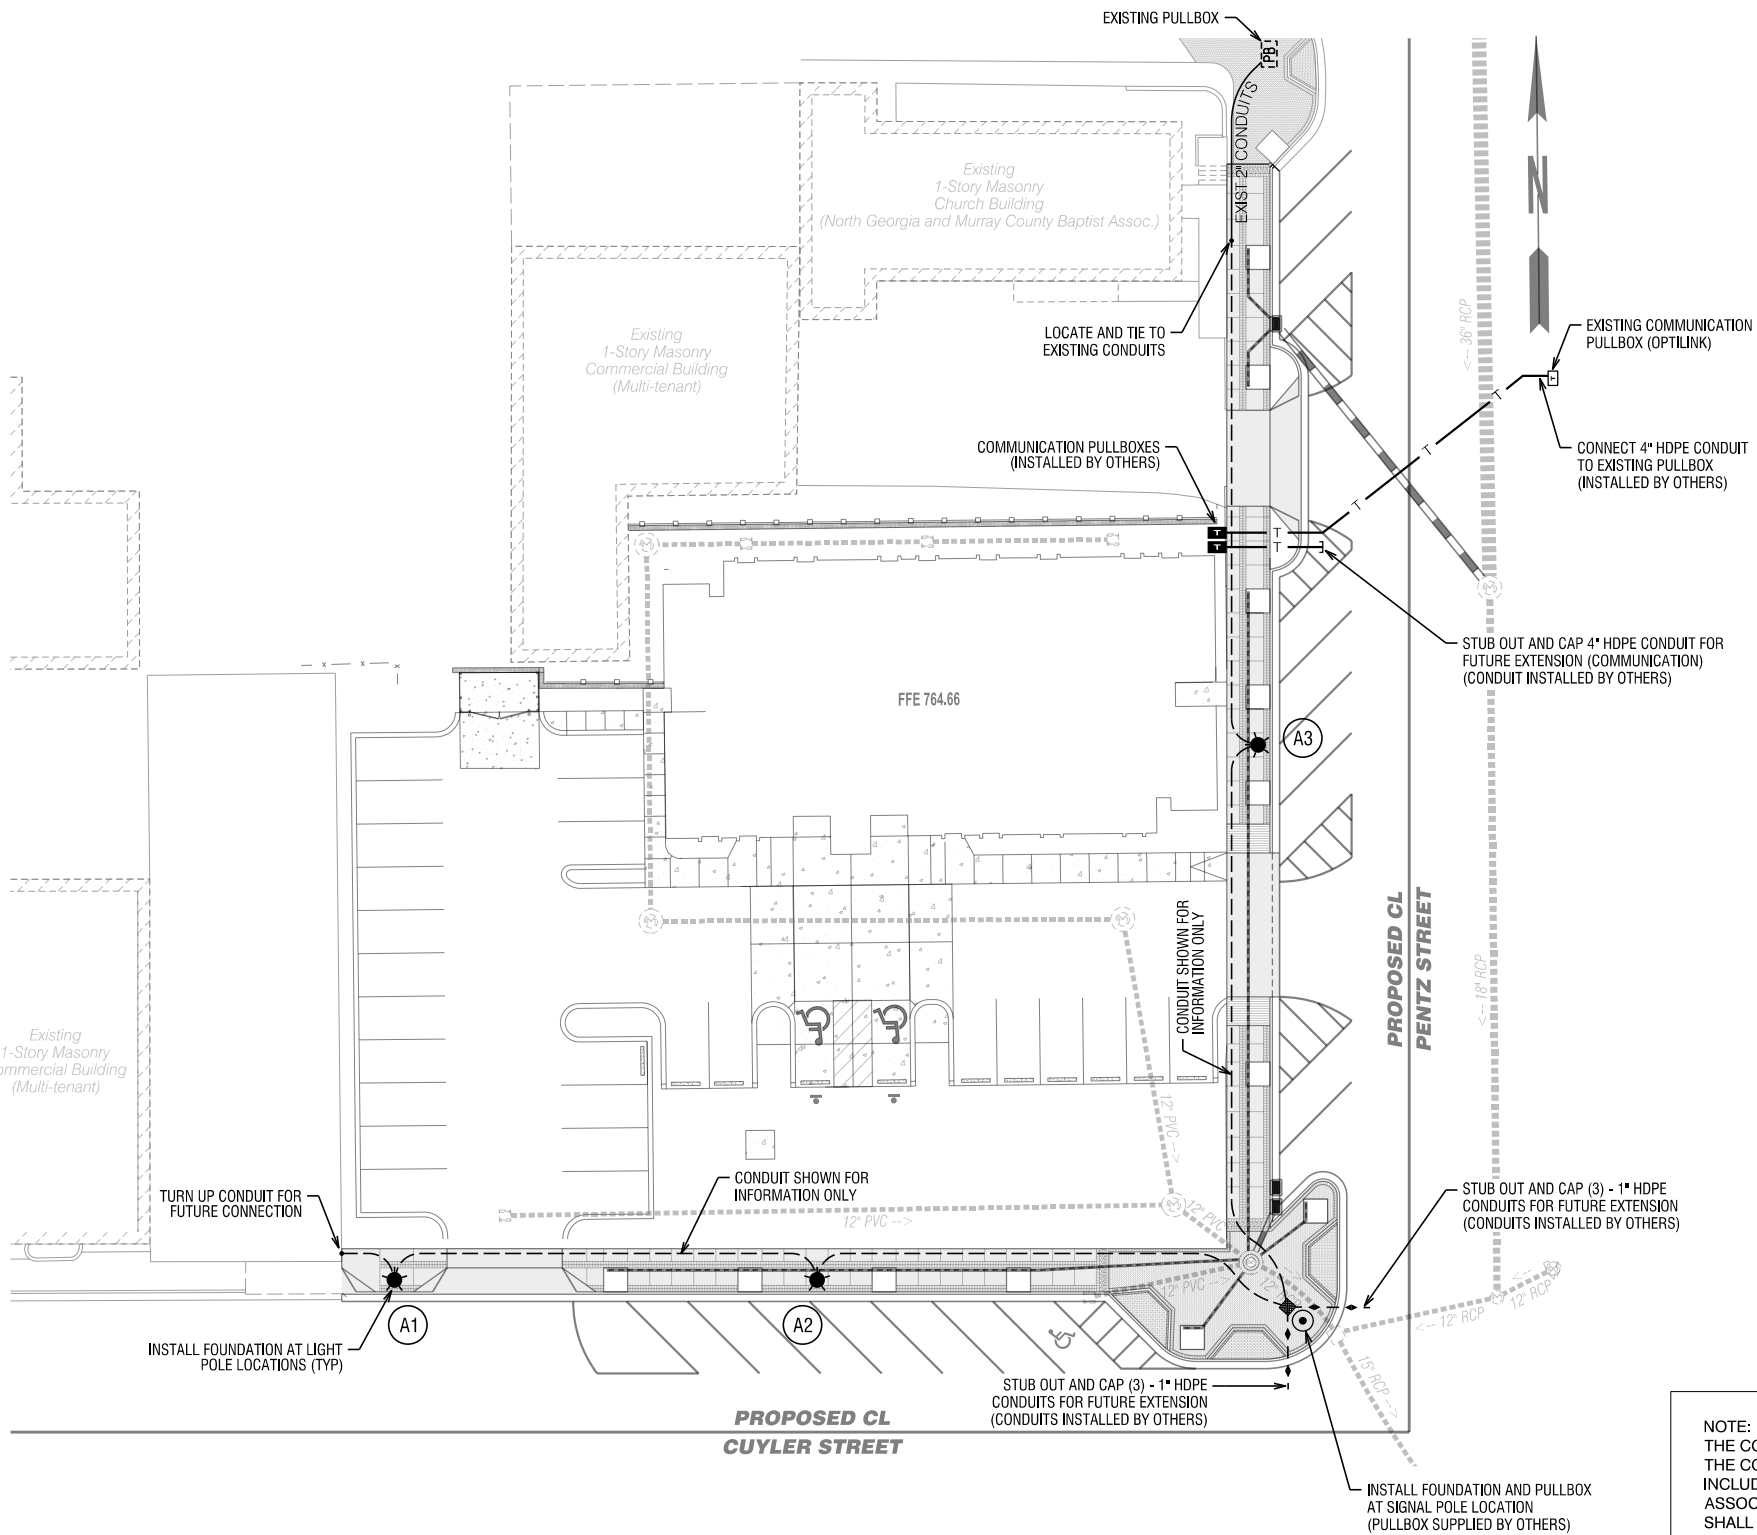 EXISTING PULLBOX
PB
EXIST 2" CONDUITS
N
Existing
1-Story Masonry
Church Building
(North Georgia and Murray County Baptist Assoc.)
<-- 36" RCP
LOCATE AND TIE TO
EXISTING CONDUITS
Existing
1-Story Masonry
Commercial Building
(Multi-tenant)
EXISTING COMMUNICATION
PULLBOX (OPTILINK)
T
T
T
T
CONNECT 4" HDPE CONDUIT
TO EXISTING PULLBOX
(INSTALLED BY OTHERS)
COMMUNICATION PULLBOXES
(INSTALLED BY OTHERS)
T
T
T
T
STUB OUT AND CAP 4" HDPE CONDUIT FOR
FUTURE EXTENSION (COMMUNICATION)
(CONDUIT INSTALLED BY OTHERS)
x x x
FFE 764.66
A3
CONDUIT SHOWN FOR
INFORMATION ONLY
PROPOSED CL
PENTZ STREET
<-- 18" RCP
Existing
1-Story Masonry
ommercial Building
(Multi-tenant)
12" PVC -->
TURN UP CONDUIT FOR
FUTURE CONNECTION
CONDUIT SHOWN FOR
INFORMATION ONLY
12" PVC -->
12" PVC
STUB OUT AND CAP (3) - 1" HDPE
CONDUITS FOR FUTURE EXTENSION
(CONDUITS INSTALLED BY OTHERS)
12" PVC -->
<-- 12" RCP
<--
12" RCP
A1
A2
INSTALL FOUNDATION AT LIGHT
POLE LOCATIONS (TYP)
15" RCP -->
STUB OUT AND CAP (3) - 1" HDPE
CONDUITS FOR FUTURE EXTENSION
(CONDUITS INSTALLED BY OTHERS)
PROPOSED CL
CUYLER STREET
INSTALL FOUNDATION AND PULLBOX
AT SIGNAL POLE LOCATION
(PULLBOX SUPPLIED BY OTHERS)
NOTE:
THE CO
THE CO
INCLUD
ASSOC
SHALL